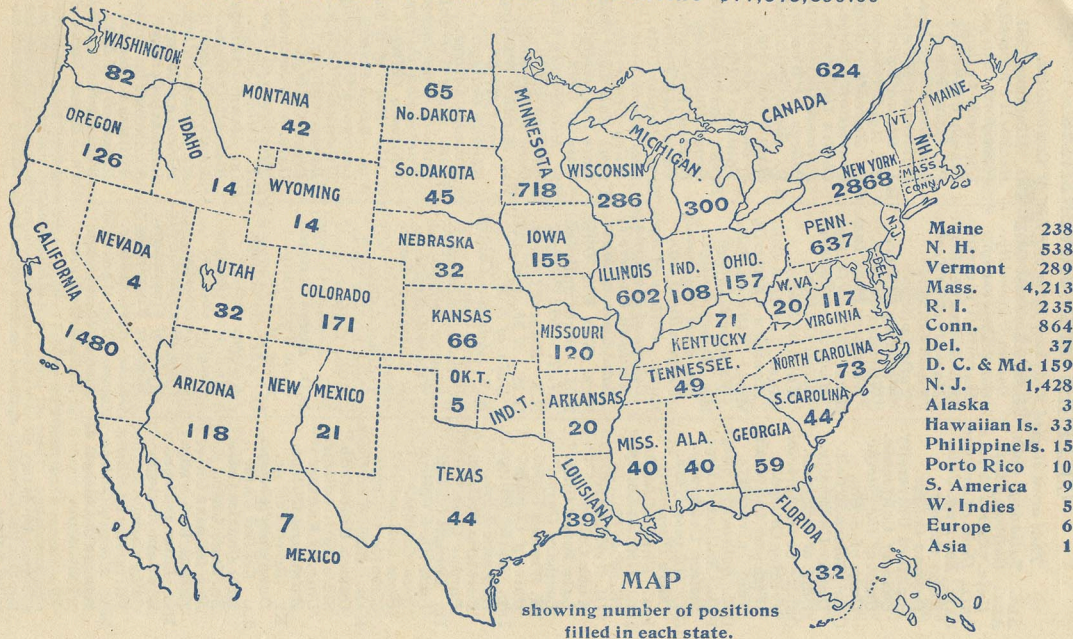 WASHINGTON
82
MONTANA
42
65
No. DAKOTA
MINNESOTA
718
624
CANADA
MAINE
VT.
NH
OREGON
126
IDAHO
14
WYOMING
14
So. DAKOTA
45
WISCONSIN
286
MICHIGAN.
300
NEW YORK
2868
MASS.
CONN.
NEVADA
4
UTAH
32
COLORADO
171
NEBRASKA
32
IOWA
155
ILLINOIS
602
IND.
108
OHIO.
157
PENN.
637
N.J.
DEL.
CALIFORNIA
1480
KANSAS
66
MISSOURI
120
71
KENTUCKY
W.VA
20
117
VIRGINIA
ARIZONA
118
NEW MEXICO
21
OK.T.
5
IND.T.
ARKANSAS
20
TENNESSEE.
49
NORTH CAROLINA
73
S.CAROLINA
44
TEXAS
44
LOUISIANA
39
MISS.
40
ALA.
40
GEORGIA
59
FLORIDA
32
7
MEXICO
Maine 238
N. H. 538
Vermont 289
Mass. 4,213
R. I. 235
Conn. 864
Del. 37
D. C. & Md. 159
N. J. 1,428
Alaska 3
Hawaiian Is. 33
Philippine Is. 15
Porto Rico 10
S. America 9
W. Indies 5
Europe 6
Asia 1
MAP
showing number of positions
filled in each state.